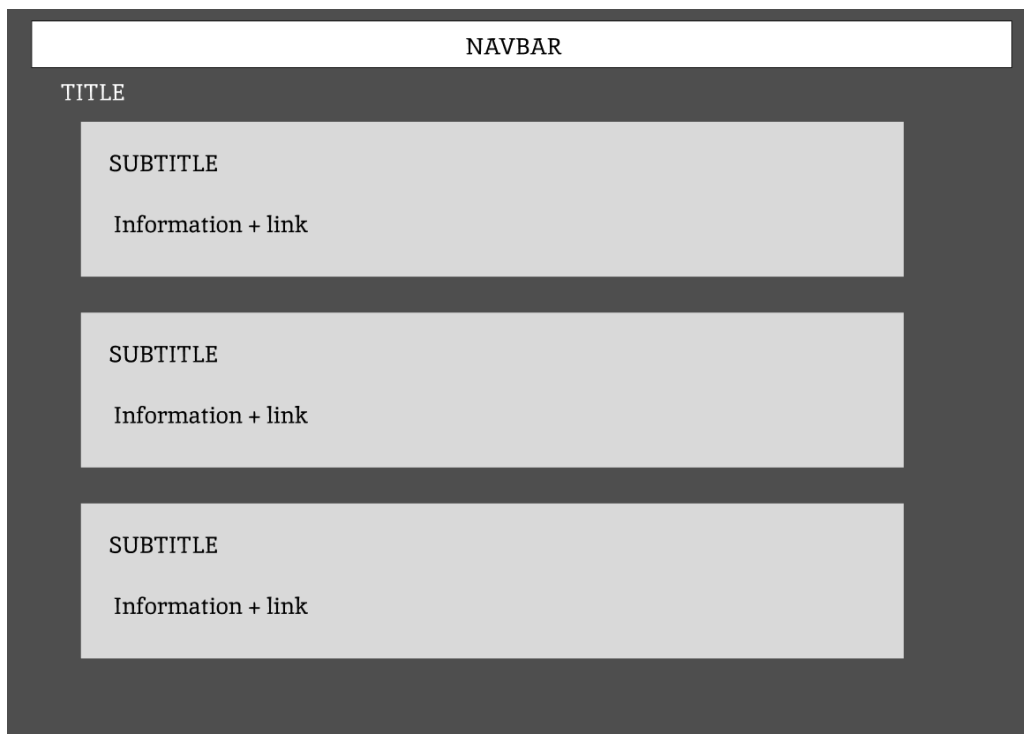 NAVBAR
TITLE
SUBTITLE
Information + link
SUBTITLE
Information + link
SUBTITLE
Information + link